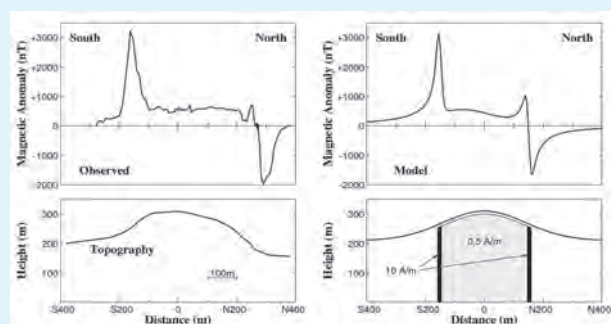 Magnetic Anomaly (nT)
+3000
+2000
+1000
0
-1000
-2000
South
North
Observed
Magnetic Anomaly (nT)
+3000
+2000
+1000
0
-1000
-2000
South
North
Model
Height (m)
300
200
100
Topography
100m
S400
S200
0
N200
N400
Distance (m)
Height (m)
300
200
100
0.5 A/m
10 A/m
S400
S200
0
N200
N400
Distance (m)